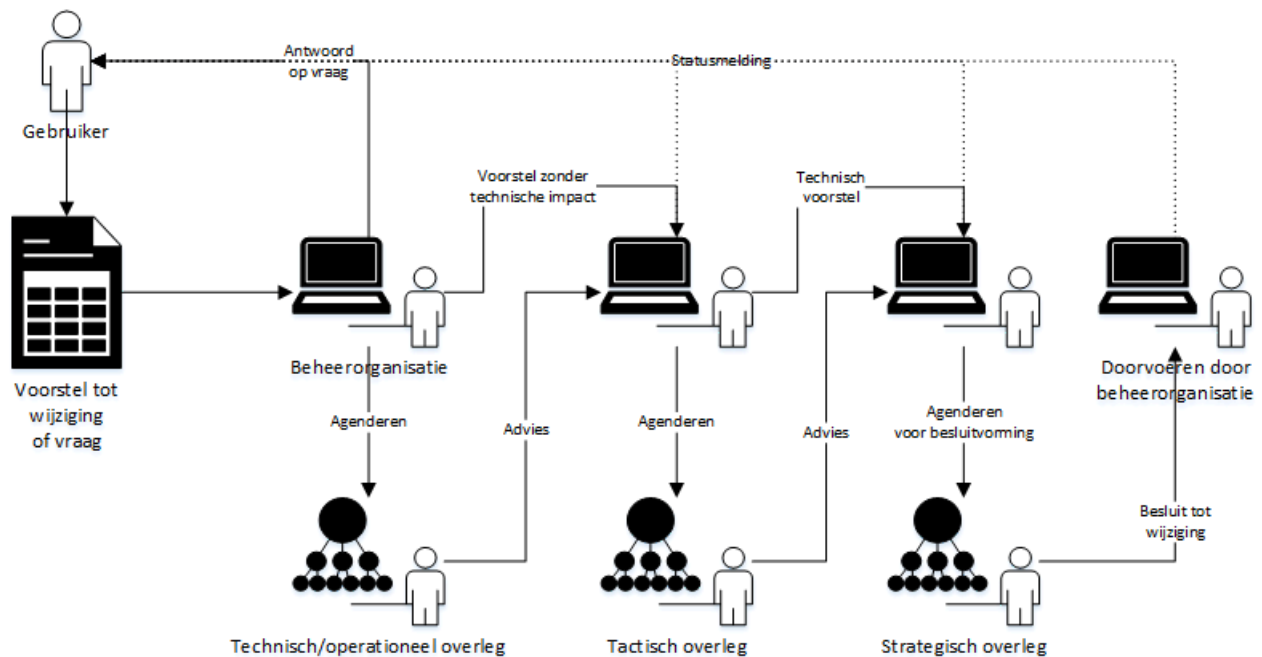 Antwoord
op vraag
Statusmelding
Gebruiker
Voorstel zonder
technische impact
Technisch
voorstel
Beheerorganisatie
Doorvoeren door
beheerorganisatie
Voorstel tot
wijziging
of vraag
Agenderen
Advies
Agenderen
Advies
Agenderen
voor besluitvorming
Besluit tot
wijziging
Technisch/operationeel overleg
Tactisch overleg
Strategisch overleg